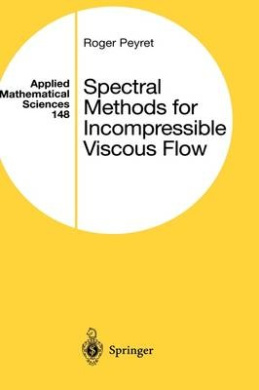 Roger Peyret
Applied
Mathematical
Sciences
148
Spectral
Methods for
Incompressible
Viscous Flow
Springer